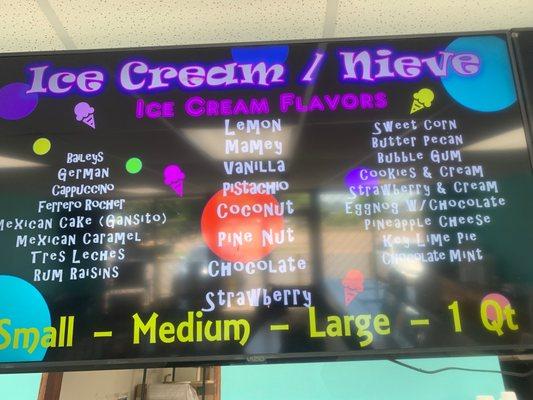 Ice Cream / Nieve
Ice Cream Flavors
Baileys
German
Cappuccino
Ferrero Rocher
Mexican Cake (Gansito)
Mexican Caramel
Tres Leches
Rum Raisins
Lemon
Mamey
Vanilla
Pistachio
Coconut
Pine Nut
Chocolate
Strawberry
Sweet Corn
Butter Pecan
Bubble Gum
Cookies & Cream
Strawberry & Cream
Eggnog w/Chocolate
Pineapple Cheese
Key Lime Pie
Chocolate Mint
Small - Medium - Large - 1 Qt
VIZIO